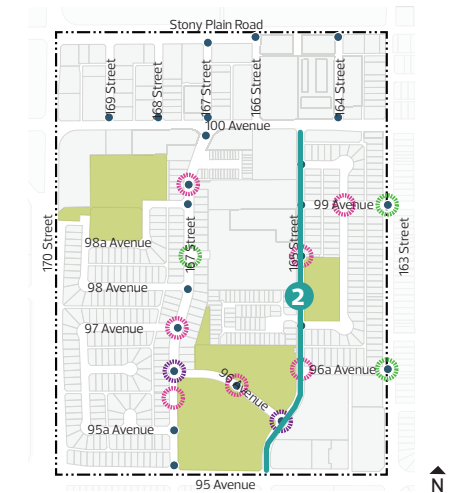 Stony Plain Road
169 Street
168 Street
167 Street
166 Street
164 Street
100 Avenue
99 Avenue
170 Street
98a Avenue
167 Street
165 Street
163 Street
98 Avenue
2
97 Avenue
96a Avenue
96 Avenue
95a Avenue
95 Avenue
N